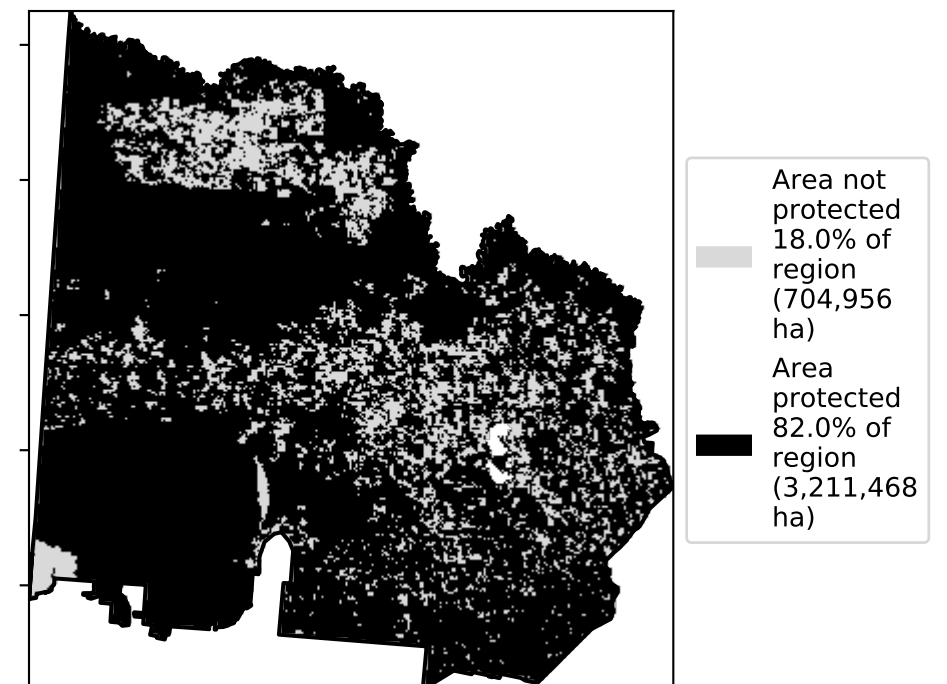 Area not
protected
18.0% of
region
(704,956
ha)
Area
protected
82.0% of
region
(3,211,468
ha)